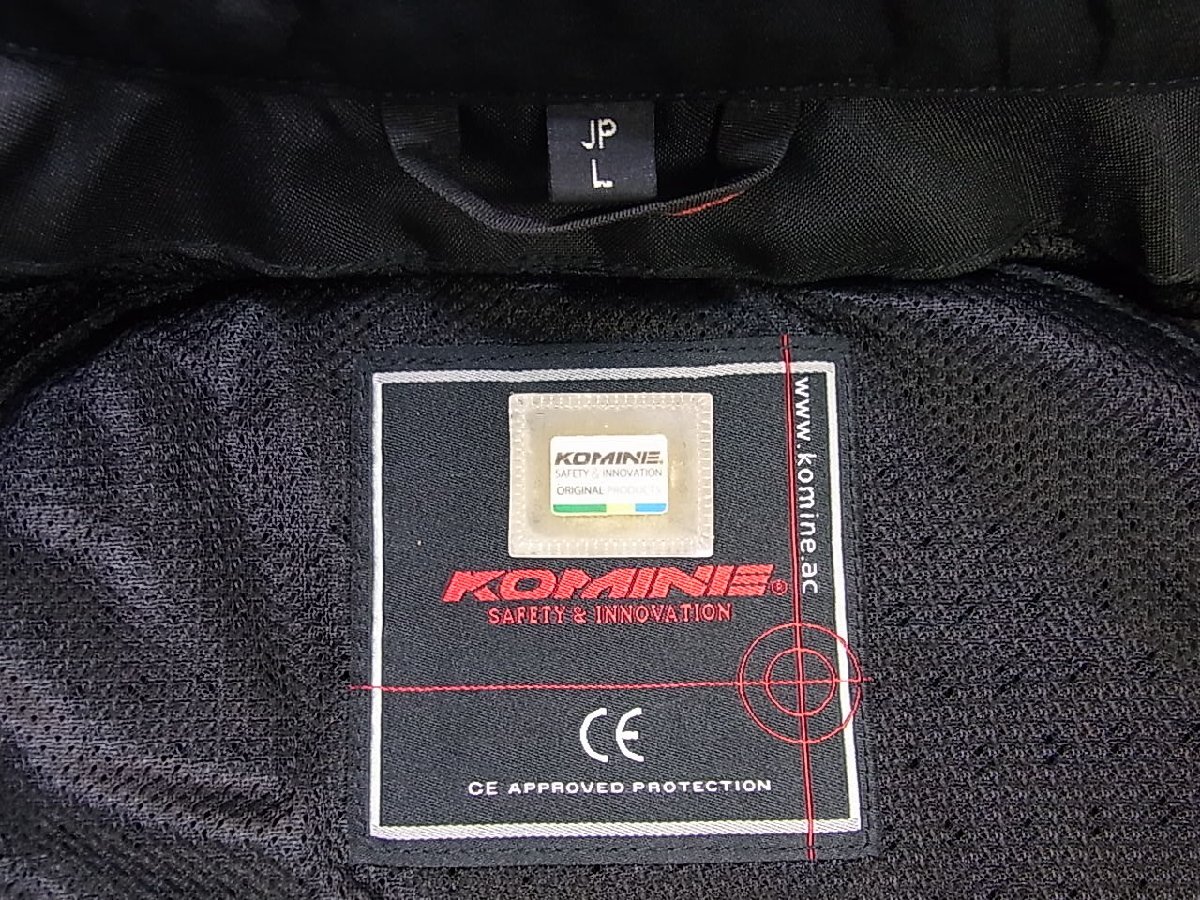 JP
L
KOMINE®
SAFETY & INNOVATION
ORIGINAL PRODUCTS
www.komine.ac
KOMINE®
SAFETY & INNOVATION
CE
CE APPROVED PROTECTION